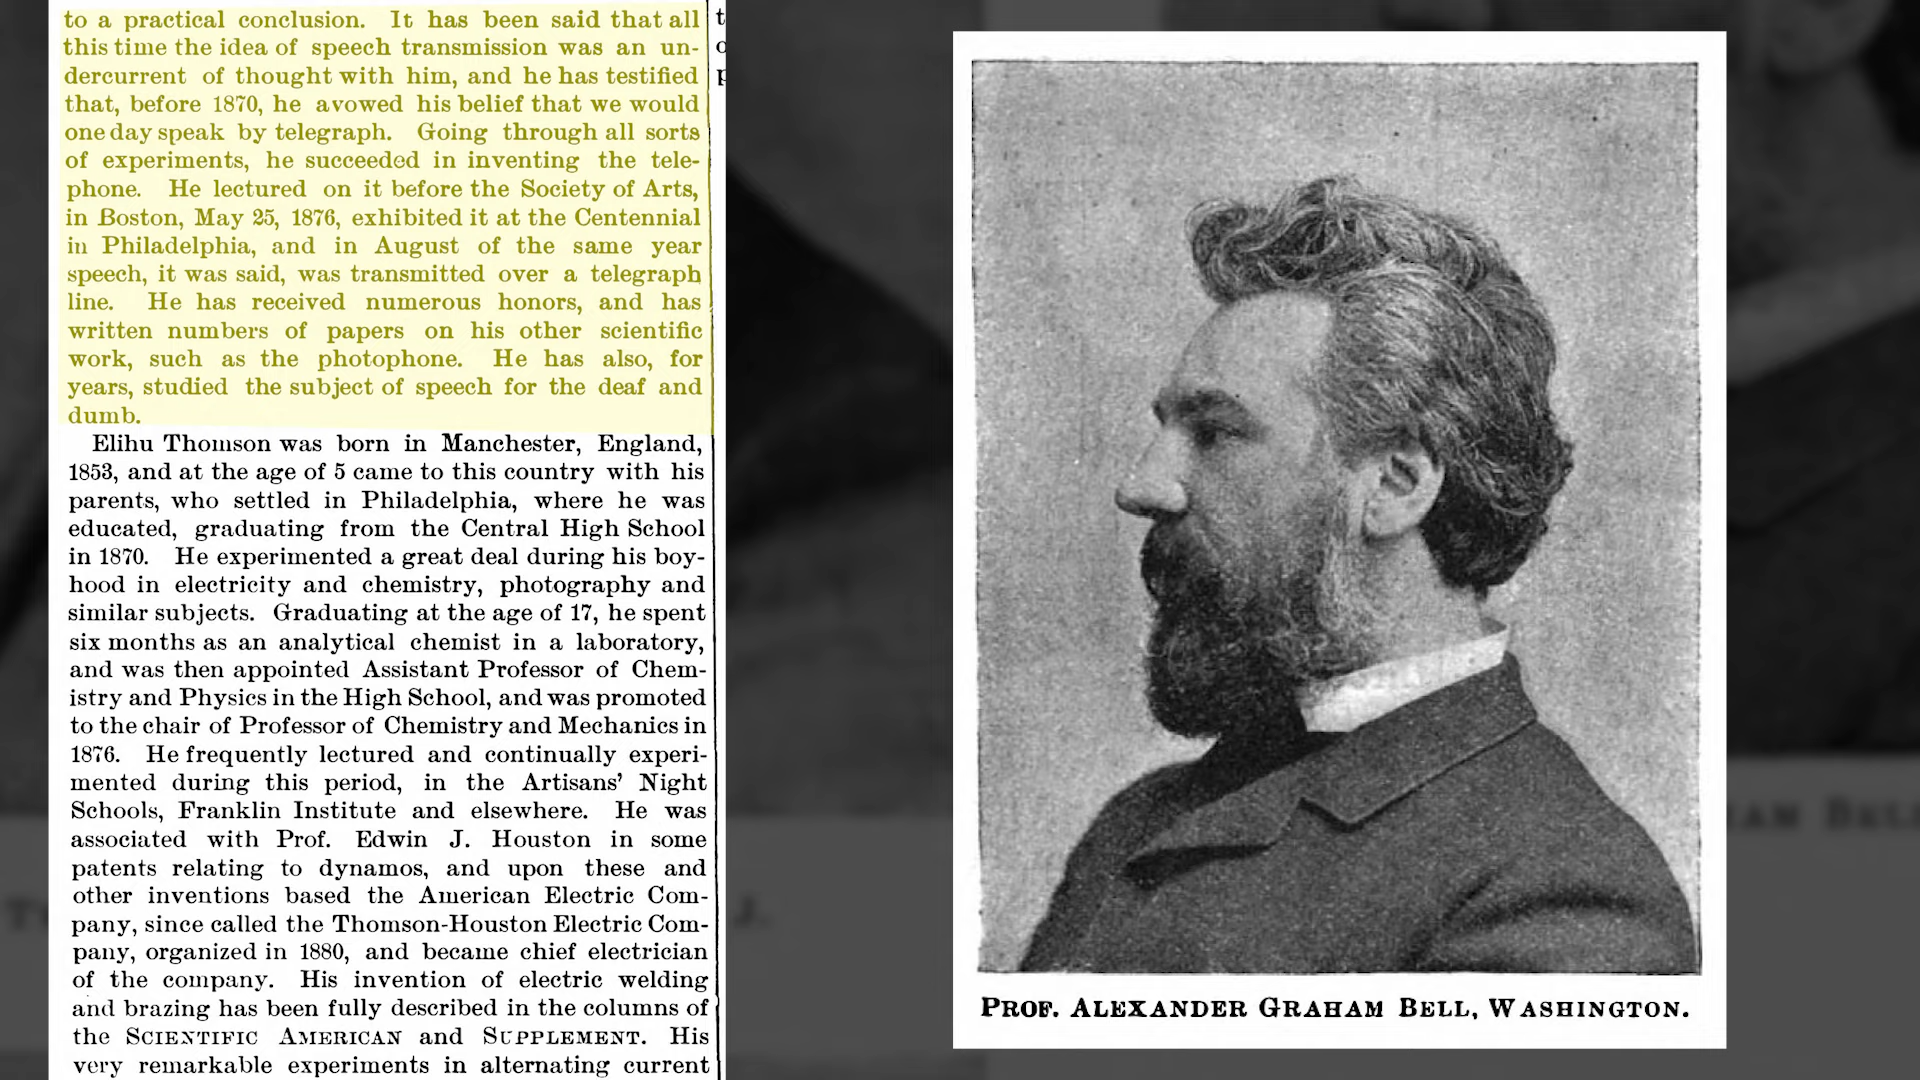 to a practical conclusion. It has been said that all
this time the idea of speech transmission was an un-
dercurrent of thought with him, and he has testified
that, before 1870, he avowed his belief that we would
one day speak by telegraph. Going through all sorts
of experiments, he succeeded in inventing the tele-
phone. He lectured on it before the Society of Arts,
in Boston, May 25, 1876, exhibited it at the Centennial
in Philadelphia, and in August of the same year
speech, it was said, was transmitted over a telegraph
line. He has received numerous honors, and has
written numbers of papers on his other scientific
work, such as the photophone. He has also, for
years, studied the subject of speech for the deaf and
dumb.
Elihu Thomson was born in Manchester, England,
1853, and at the age of 5 came to this country with his
parents, who settled in Philadelphia, where he was
educated, graduating from the Central High School
in 1870. He experimented a great deal during his boy-
hood in electricity and chemistry, photography and
similar subjects. Graduating at the age of 17, he spent
six months as an analytical chemist in a laboratory,
and was then appointed Assistant Professor of Chem-
istry and Physics in the High School, and was promoted
to the chair of Professor of Chemistry and Mechanics in
1876. He frequently lectured and continually experi-
mented during this period, in the Artisans' Night
Schools, Franklin Institute and elsewhere. He was
associated with Prof. Edwin J. Houston in some
patents relating to dynamos, and upon these and
other inventions based the American Electric Com-
pany, since called the Thomson-Houston Electric Com-
pany, organized in 1880, and became chief electrician
of the company. His invention of electric welding
and brazing has been fully described in the columns of
the SCIENTIFIC AMERICAN and SUPPLEMENT. His
very remarkable experiments in alternating current
PROF. ALEXANDER GRAHAM BELL, WASHINGTON.